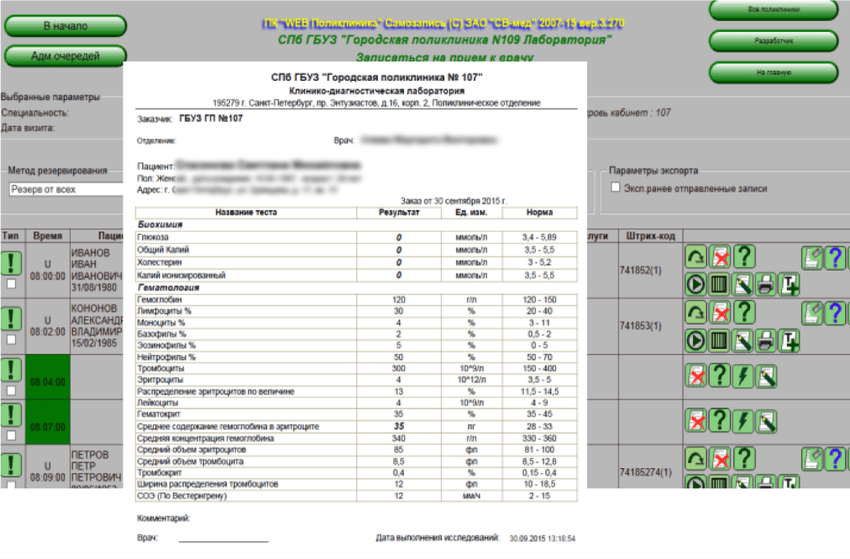 В начало
Адм очередей
ПК "WEB Поликлиника" Самозапись (С) ЗАО "СВ-мед" 2007-19 вер.3.270
СПб ГБУЗ "Городская поликлиника N109 Лаборатория"
Записаться на прием к врачу
Все поликлиники
Разработчик
На главную
Выбранные параметры
Специальность:
Дата визита:
ровь кабинет : 107
Метод резервирования
Резерв от всех
Параметры экспорта
Эксп.ранее отправленные записи
Тип Время Пацие
луги Штрих-код
U
08:00:00
ИВАНОВ
ИВАН
ИВАНОВИЧ
31/08/1980
741852(1)
U
08:02:00
КОНОНОВ
АЛЕКСАНДР
ВЛАДИМИР
15/02/1985
741853(1)
08:04:00
08:07:00
U
08:09:00
ПЕТРОВ
ПЕТР
ПЕТРОВИЧ
74185274(1)
СПб ГБУЗ "Городская поликлиника № 107"
Клинико-диагностическая лаборатория
195279 г. Санкт-Петербург, пр. Энтузиастов, д.16, корп. 2, Поликлиническое отделение
Заказчик: ГБУЗ ГП №107
Отделение: Врач:
Пациент:
Пол: Женс
Адрес: г.
Заказ от 30 сентября 2015 г.
Название теста Результат Ед. изм. Норма
Биохимия
Глюкоза 0 ммоль/л 3,4 - 5,89
Общий Калий 0 ммоль/л 3,5 - 5,5
Холестерин 0 ммоль/л 3 - 5,2
Калий ионизированный 0 ммоль/л 3,5 - 5,5
Гематология
Гемоглобин 120 г/л 120 - 150
Лимфоциты % 30 % 20 - 40
Моноциты % 4 % 3 - 11
Базофилы % 2 % 0,5 - 2
Эозинофилы % 5 % 0 - 5
Нейтрофилы % 50 % 50 - 70
Тромбоциты 300 10^9/л 150 - 400
Эритроциты 4 10^12/л 3,5 - 5
Распределение эритроцитов по величине 13 % 11,5 - 14,5
Лейкоциты 4 10^9/л 4 - 9
Гематокрит 35 % 35 - 45
Среднее содержание гемоглобина в эритроците 35 пг 28 - 33
Средняя концентрация гемоглобина 340 г/л 330 - 360
Средний объем эритроцитов 85 фл 81 - 100
Средний объем тромбоцита 8,5 фл 8,5 - 12,8
Тромбокрит 0,4 % 0,15 - 0,4
Ширина распределения тромбоцитов 12 фл 10 - 18,5
СОЭ (По Вестернгрену) 12 мм/ч 2 - 15
Комментарий:
Врач: Дата выполнения исследований: 30.09.2015 13:18:54